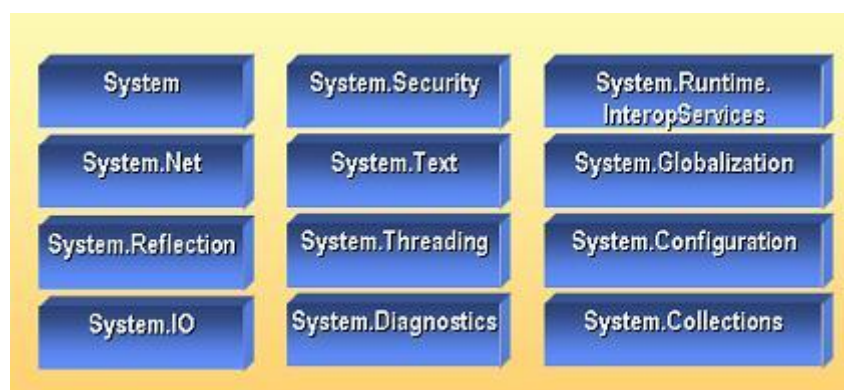 System
System.Security
System.Runtime.
InteropServices
System.Net
System.Text
System.Globalization
System.Reflection
System.Threading
System.Configuration
System.IO
System.Diagnostics
System.Collections